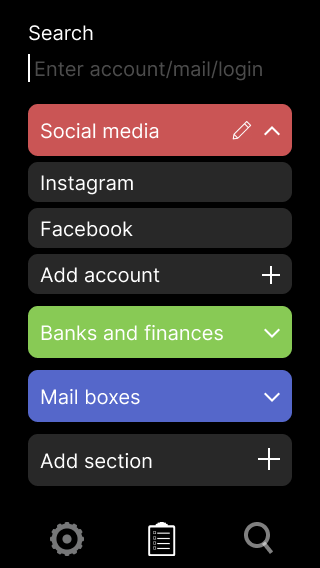 Search
Enter account/mail/login
Social media
Instagram
Facebook
Add account
Banks and finances
Mail boxes
Add section